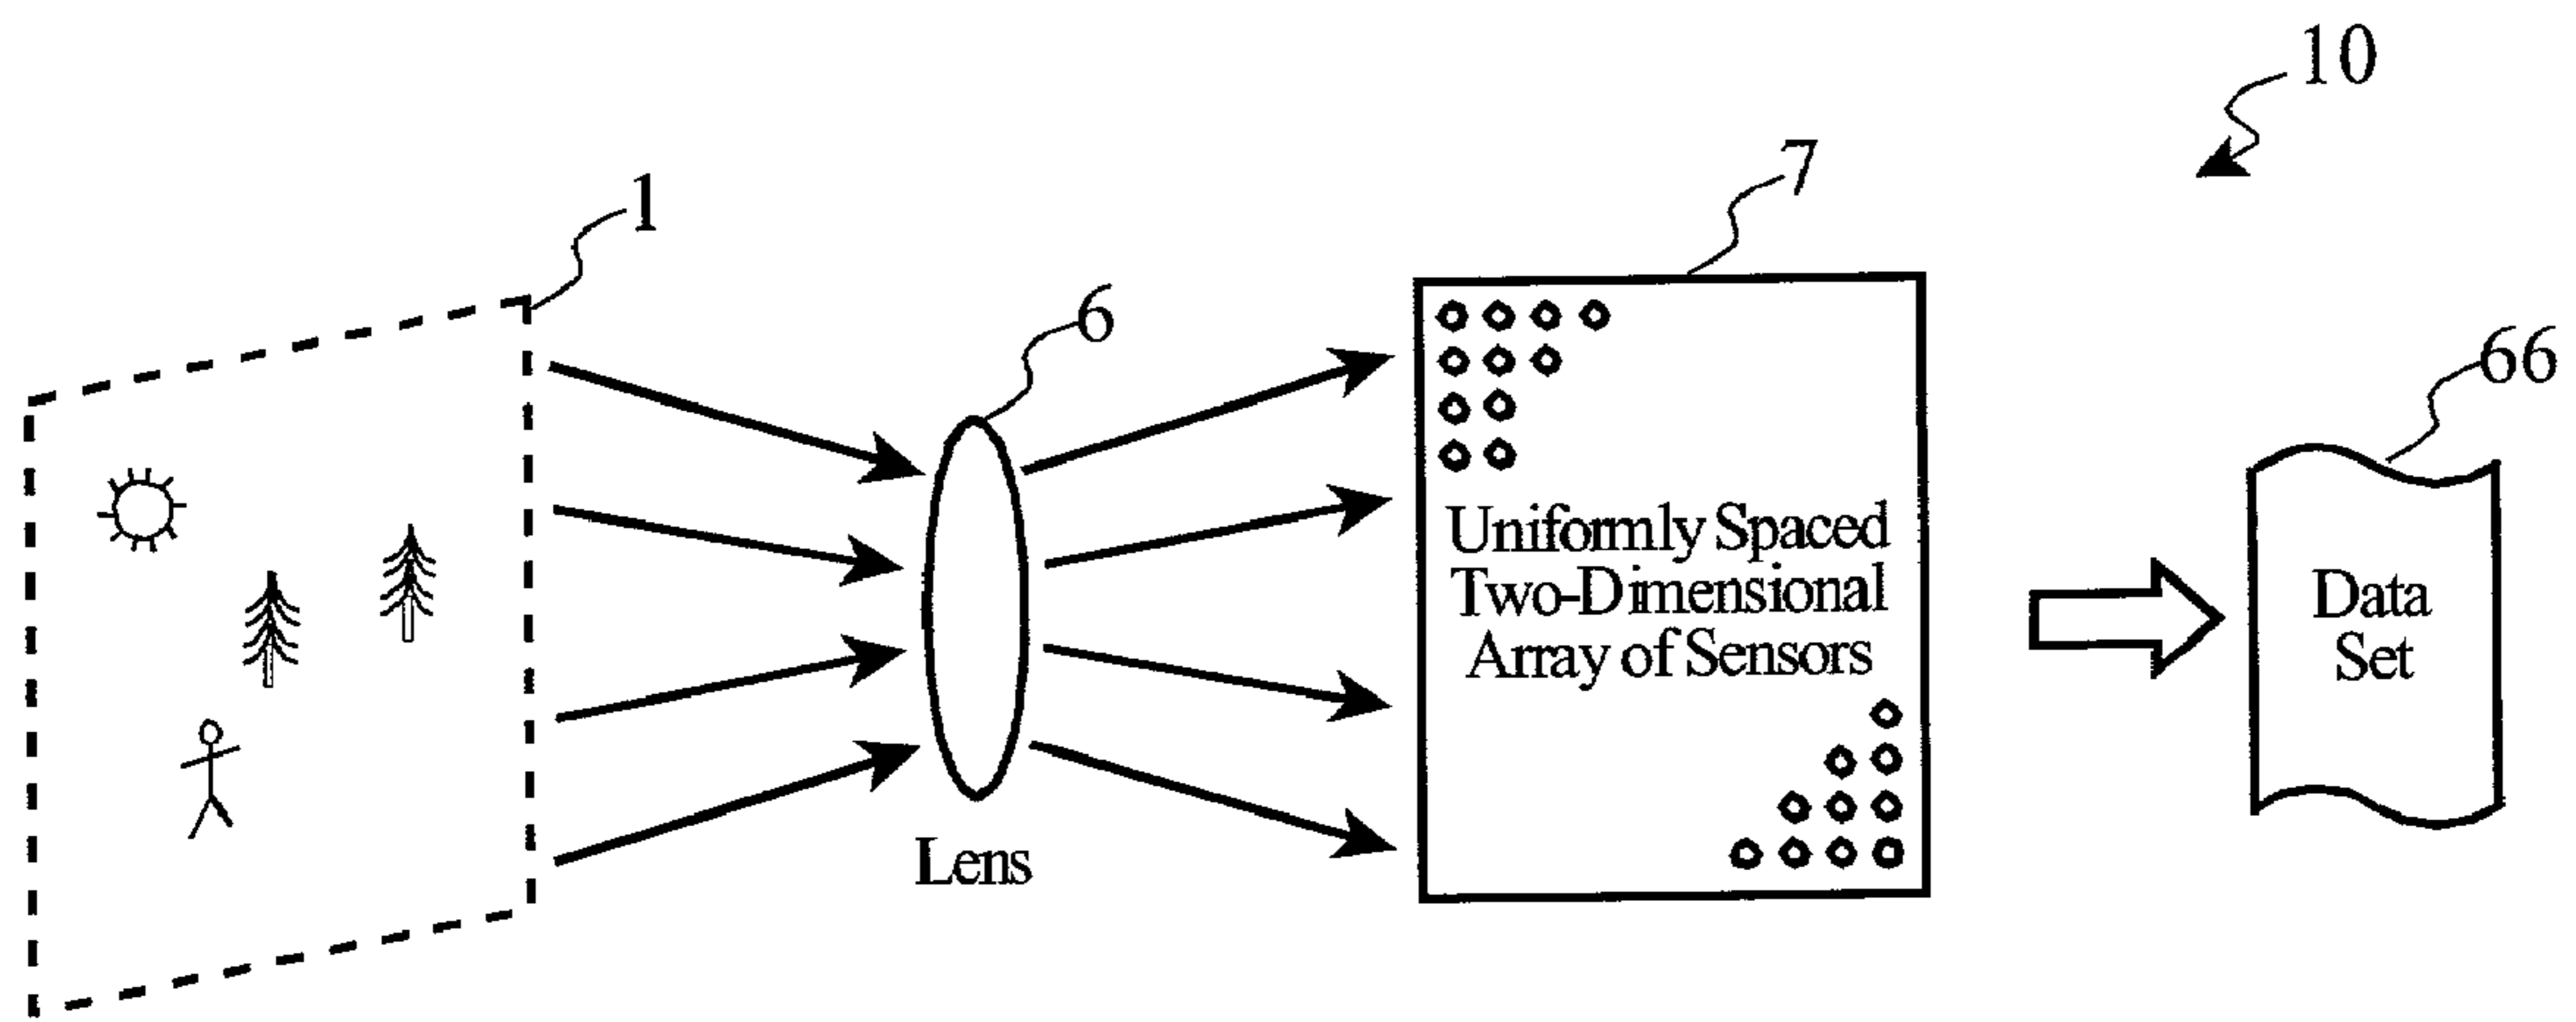 10
7
1
6
66
Uniformly Spaced
Two-Dimensional
Array of Sensors
Data
Set
Lens